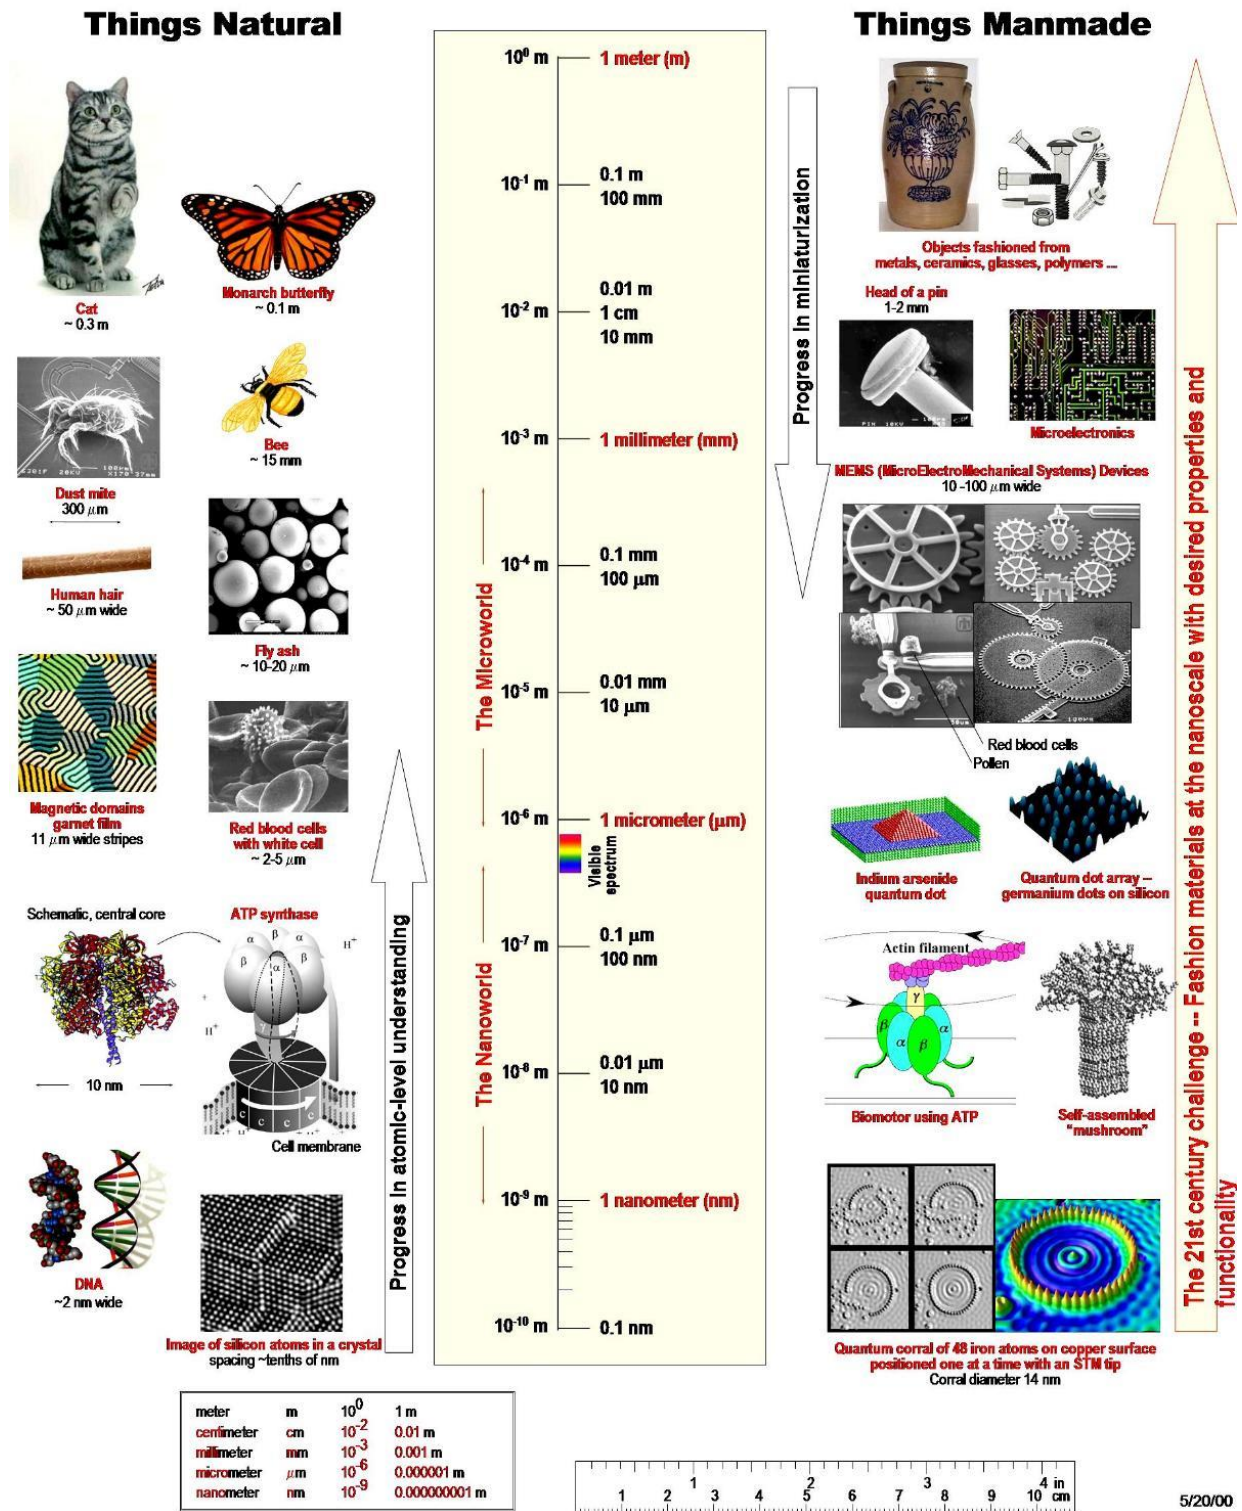 Things Natural
Things Manmade
Cat
~ 0.3 m
Monarch butterfly
~ 0.1 m
Dust mite
300 μm
Bee
~ 15 mm
Human hair
~ 50 μm wide
Fly ash
~ 10-20 μm
Magnetic domains
garnet film
11 μm wide stripes
Red blood cells
with white cell
~ 2-5 μm
Schematic, central core
10 nm
ATP synthase
β
α
α
β
β
α
γ
H+
H+
c
c
c
c
Cell membrane
DNA
~2 nm wide
Image of silicon atoms in a crystal
spacing ~tenths of nm
Progress in atomic-level understanding
10⁰ m
1 meter (m)
10⁻¹ m
0.1 m
100 mm
10⁻² m
0.01 m
1 cm
10 mm
10⁻³ m
1 millimeter (mm)
10⁻⁴ m
0.1 mm
100 μm
10⁻⁵ m
0.01 mm
10 μm
10⁻⁶ m
1 micrometer (μm)
Visible
spectrum
10⁻⁷ m
0.1 μm
100 nm
10⁻⁸ m
0.01 μm
10 nm
10⁻⁹ m
1 nanometer (nm)
10⁻¹⁰ m
0.1 nm
The Microworld
The Nanoworld
Progress in miniaturization
Objects fashioned from
metals, ceramics, glasses, polymers ...
Head of a pin
1-2 mm
Microelectronics
MEMS (MicroElectroMechanical Systems) Devices
10 -100 μm wide
Red blood cells
Pollen
Indium arsenide
quantum dot
Quantum dot array --
germanium dots on silicon
Actin filament
γ
β
α
β
α
Biomotor using ATP
Self-assembled
“mushroom”
Quantum corral of 48 iron atoms on copper surface
positioned one at a time with an STM tip
Corral diameter 14 nm
The 21st century challenge -- Fashion materials at the nanoscale with desired properties and
functionality
meter m 10⁰ 1 m
centimeter cm 10⁻² 0.01 m
millimeter mm 10⁻³ 0.001 m
micrometer μm 10⁻⁶ 0.000001 m
nanometer nm 10⁻⁹ 0.000000001 m
1 2 3 4 in
1 2 3 4 5 6 7 8 9 10 cm
5/20/00